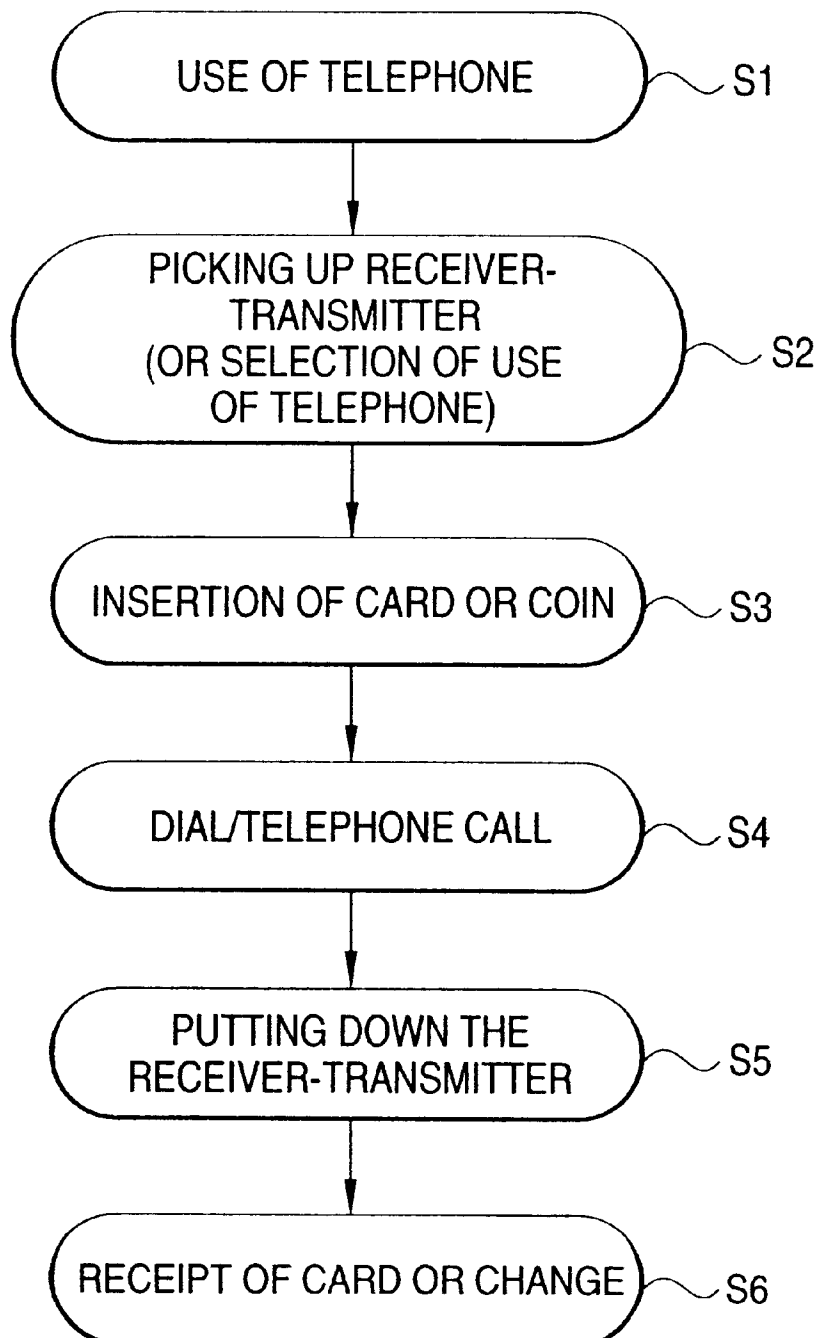 USE OF TELEPHONE
S1
PICKING UP RECEIVER-
TRANSMITTER
(OR SELECTION OF USE
OF TELEPHONE)
S2
INSERTION OF CARD OR COIN
S3
DIAL/TELEPHONE CALL
S4
PUTTING DOWN THE
RECEIVER-TRANSMITTER
S5
RECEIPT OF CARD OR CHANGE
S6